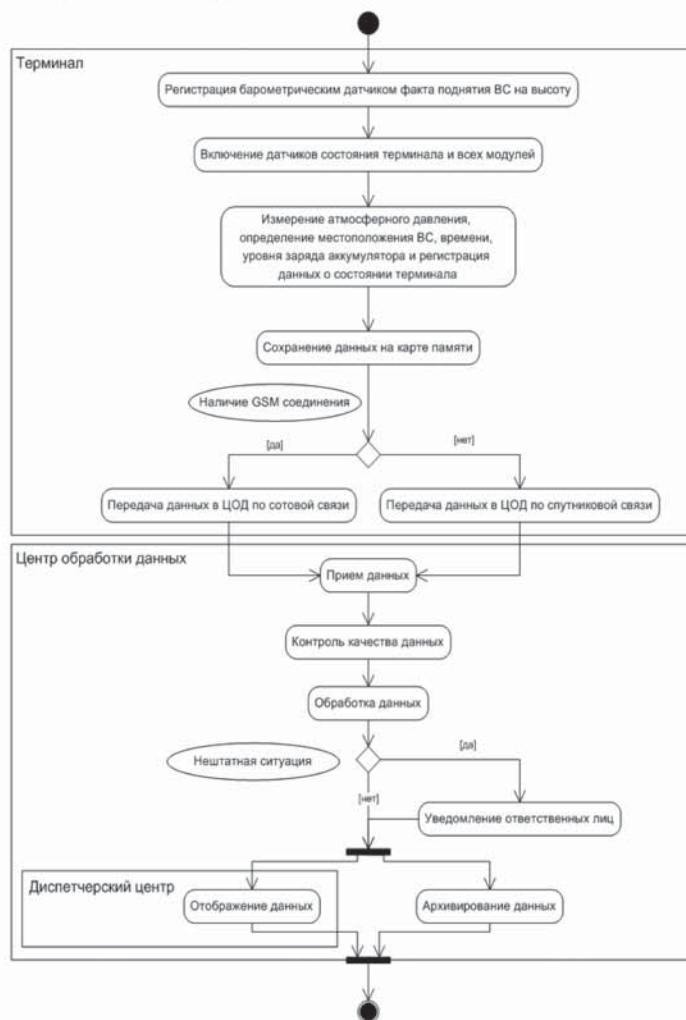 Терминал
Регистрация барометрическим датчиком факта поднятия ВС на высоту
Включение датчиков состояния терминала и всех модулей
Измерение атмосферного давления,
определение местоположения ВС, времени,
уровня заряда аккумулятора и регистрация
данных о состоянии терминала
Сохранение данных на карте памяти
Наличие GSM соединения
[да]
[нет]
Передача данных в ЦОД по сотовой связи
Передача данных в ЦОД по спутниковой связи
Центр обработки данных
Прием данных
Контроль качества данных
Обработка данных
Нештатная ситуация
[да]
[нет]
Уведомление ответственных лиц
Диспетчерский центр
Отображение данных
Архивирование данных